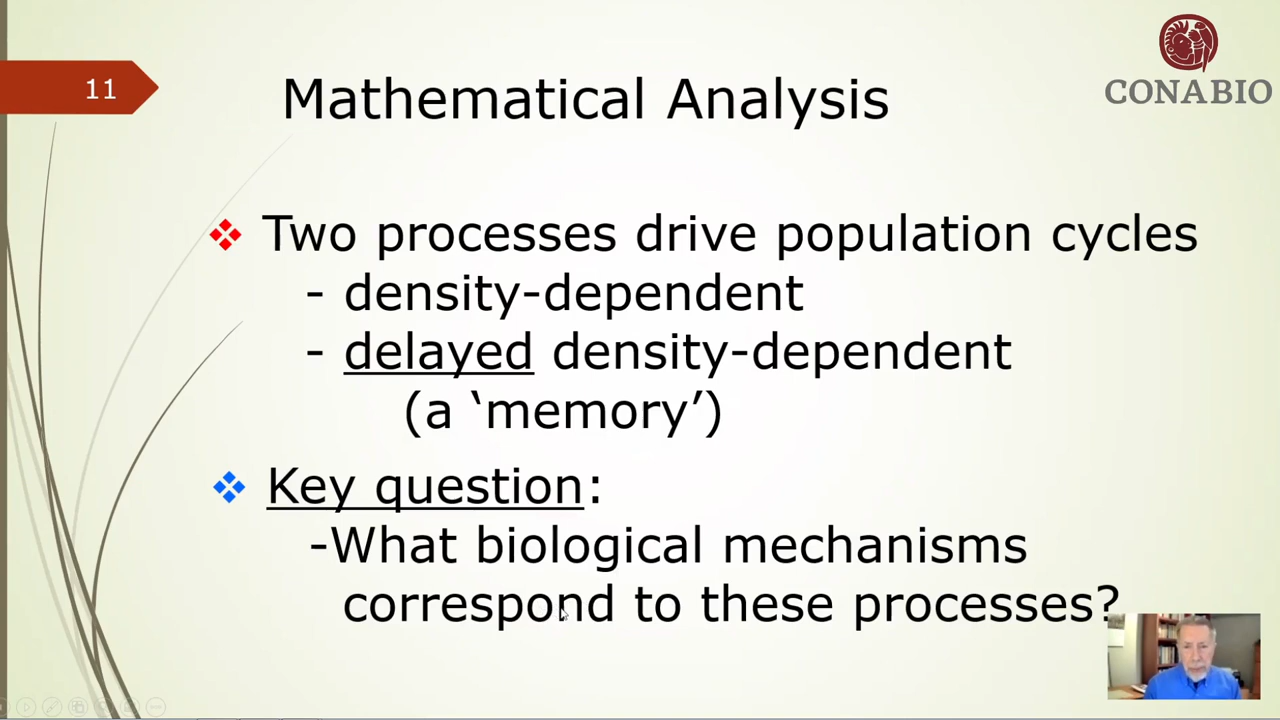 11
Mathematical Analysis
CONABIO
Two processes drive population cycles
- density-dependent
- delayed density-dependent
(a ‘memory’)
Key question:
-What biological mechanisms
correspond to these processes?